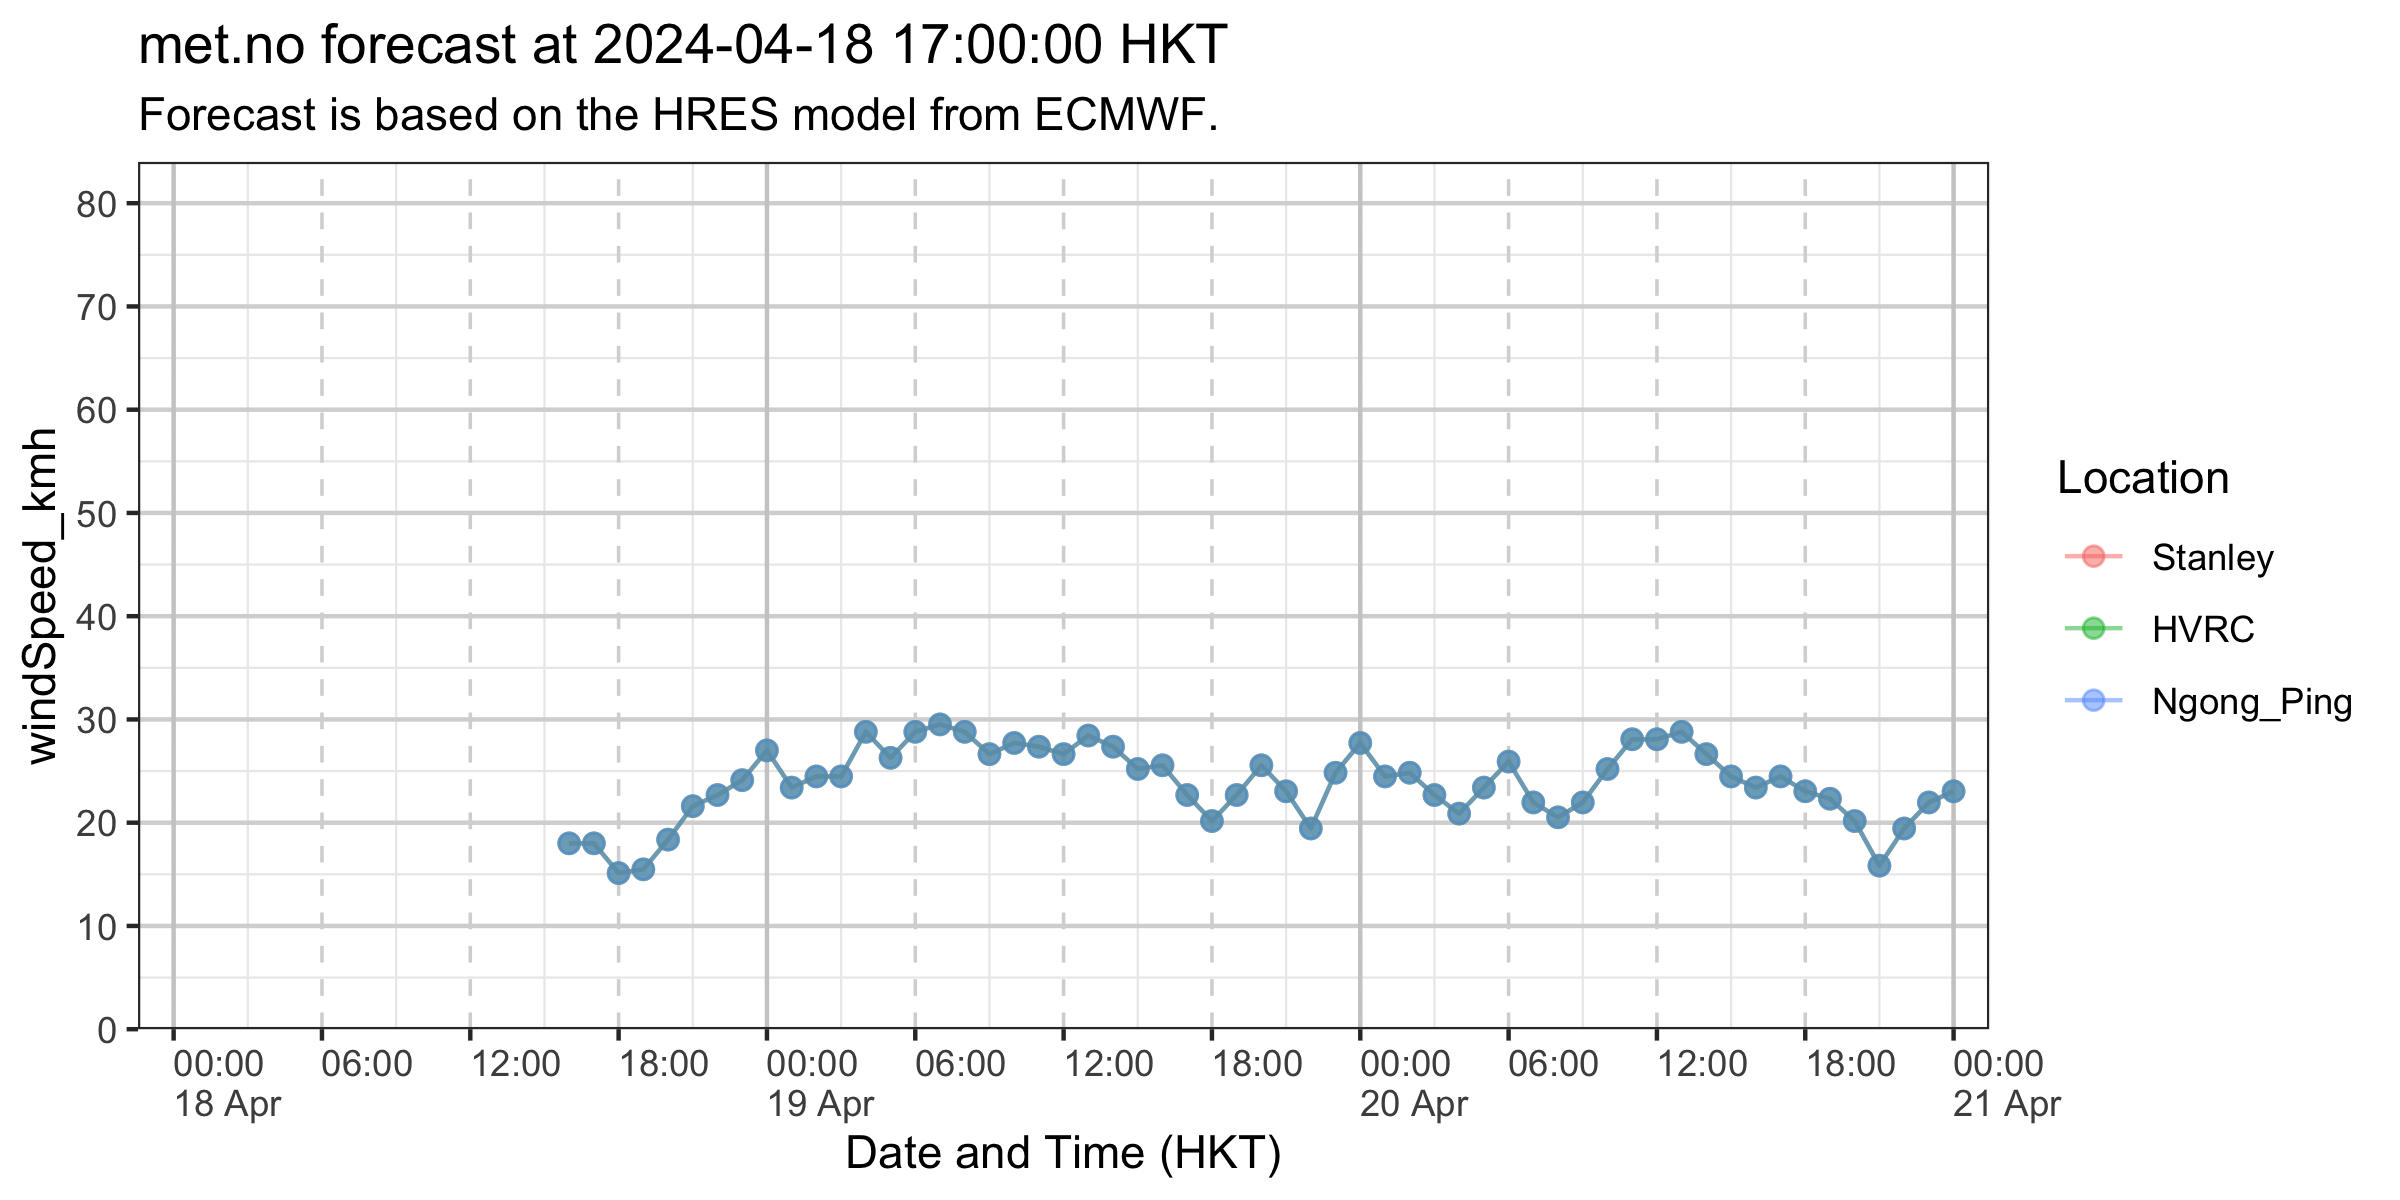 met.no forecast at 2024-04-18 17:00:00 HKT
Forecast is based on the HRES model from ECMWF.
windSpeed_kmh
80
70
60
50
40
30
20
10
0
00:00 06:00 12:00 18:00 00:00 06:00 12:00 18:00 00:00 06:00 12:00 18:00 00:00
18 Apr 19 Apr 20 Apr 21 Apr
Date and Time (HKT)
Location
Stanley
HVRC
Ngong_Ping